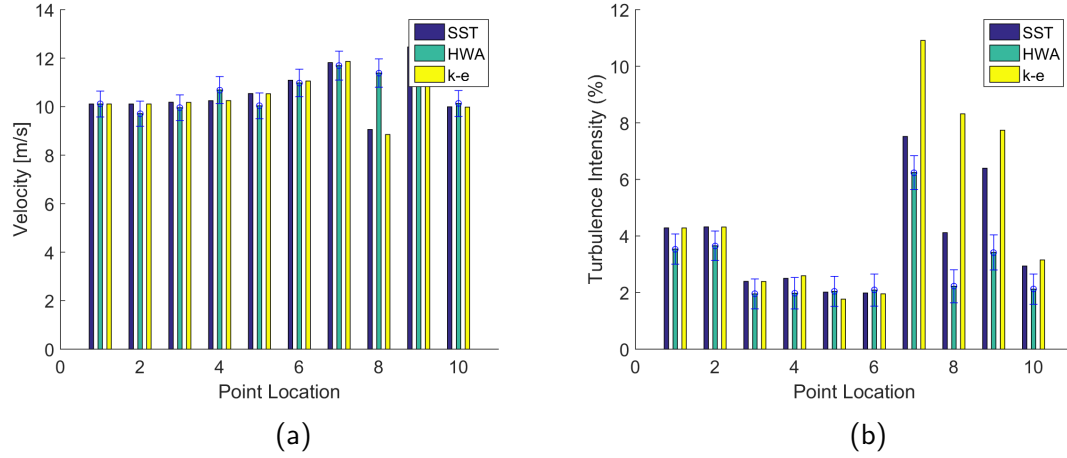 14
12
10
8
6
4
2
0
Velocity [m/s]
0 2 4 6 8 10
Point Location
SST
HWA
k-e
(a)
12
10
8
6
4
2
0
Turbulence Intensity (%)
0 2 4 6 8 10
Point Location
SST
HWA
k-e
(b)